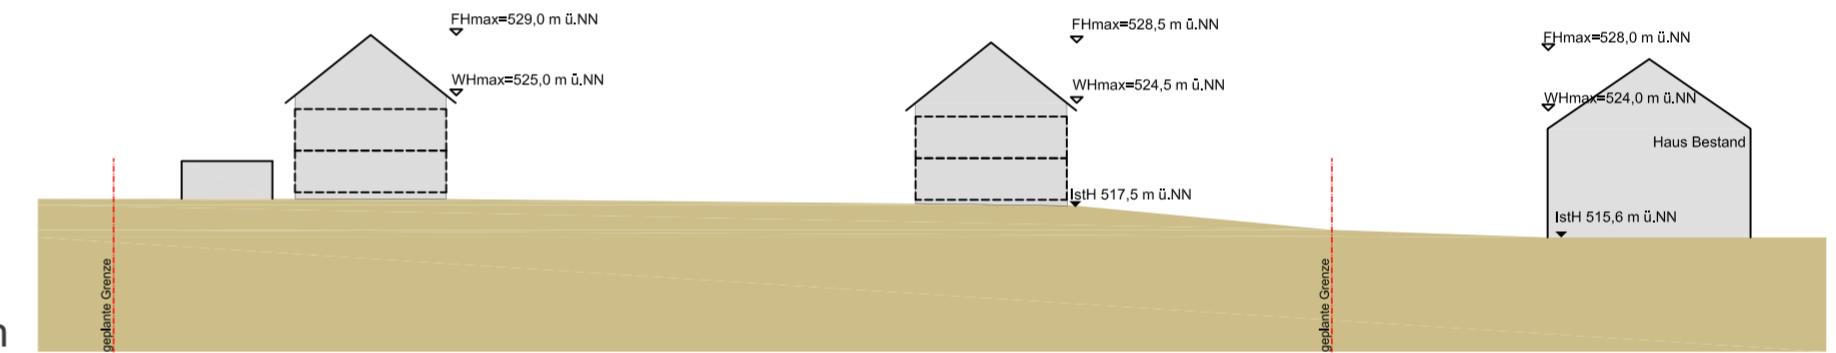 FHmax=529,0 m ü.NN
WHmax=525,0 m ü.NN
FHmax=528,5 m ü.NN
WHmax=524,5 m ü.NN
IstH 517,5 m ü.NN
FHmax=528,0 m ü.NN
WHmax=524,0 m ü.NN
Haus Bestand
IstH 515,6 m ü.NN
geplante Grenze
geplante Grenze